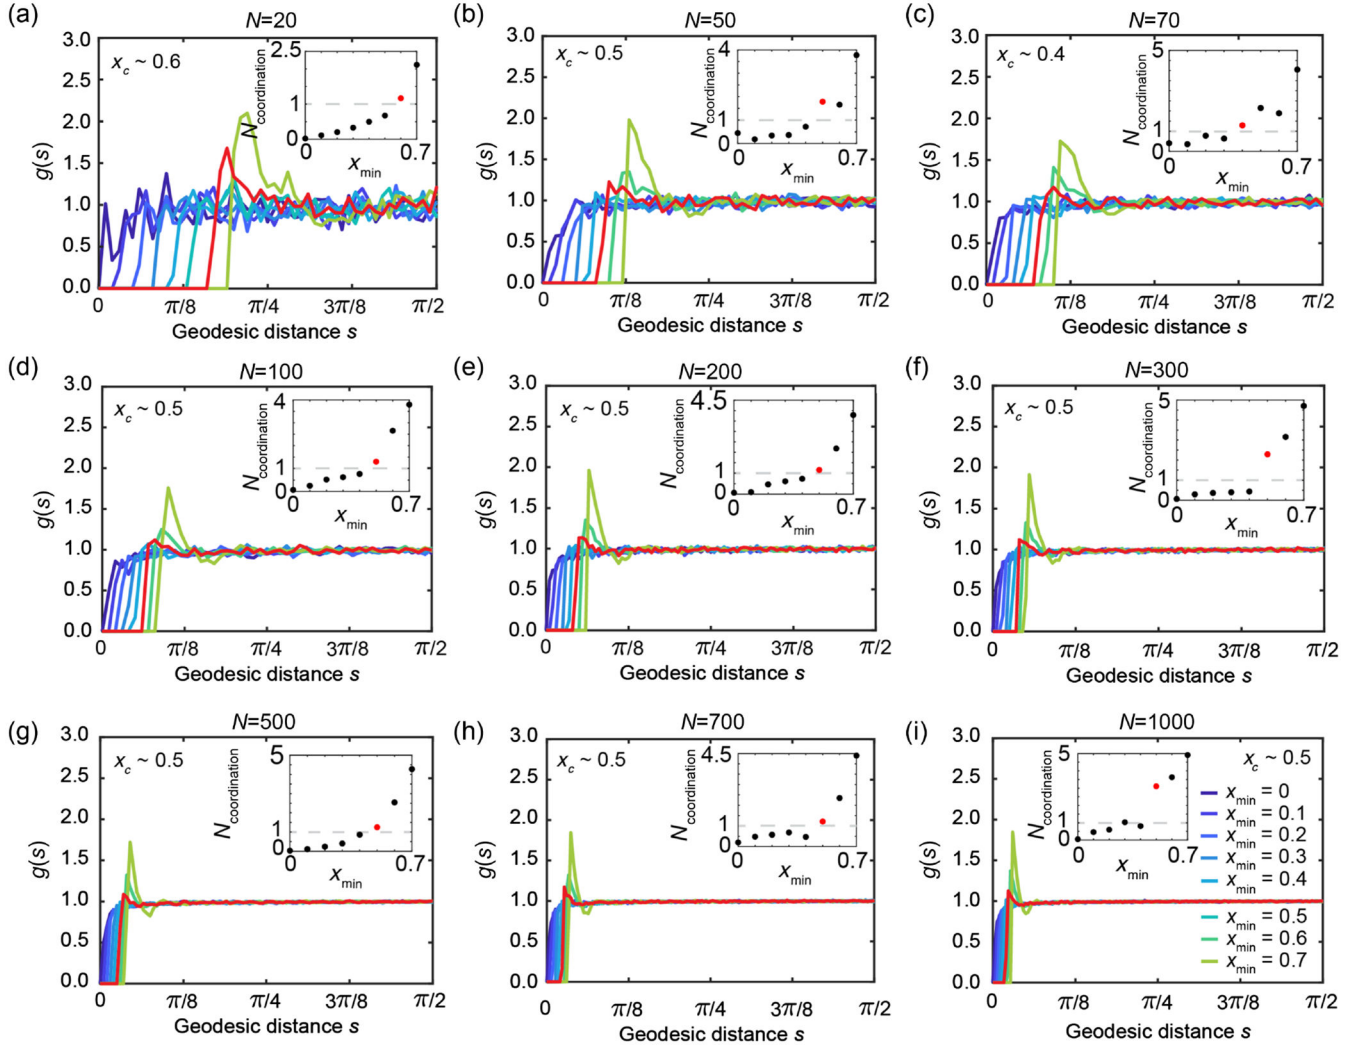 (a) N=20
3.0
2.5
2.0
1.5
1.0
0.5
0.0
g(s)
x_c ~ 0.6
2.5
1
0
N_coordination
0 0.7
x_min
0 π/8 π/4 3π/8 π/2
Geodesic distance s
(b) N=50
3.0
2.5
2.0
1.5
1.0
0.5
0.0
g(s)
x_c ~ 0.5
4
1
0
N_coordination
0 0.7
x_min
0 π/8 π/4 3π/8 π/2
Geodesic distance s
(c) N=70
3.0
2.5
2.0
1.5
1.0
0.5
0.0
g(s)
x_c ~ 0.4
5
1
0
N_coordination
0 0.7
x_min
0 π/8 π/4 3π/8 π/2
Geodesic distance s
(d) N=100
3.0
2.5
2.0
1.5
1.0
0.5
0.0
g(s)
x_c ~ 0.5
4
1
0
N_coordination
0 0.7
x_min
0 π/8 π/4 3π/8 π/2
Geodesic distance s
(e) N=200
3.0
2.5
2.0
1.5
1.0
0.5
0.0
g(s)
x_c ~ 0.5
4.5
1
0
N_coordination
0 0.7
x_min
0 π/8 π/4 3π/8 π/2
Geodesic distance s
(f) N=300
3.0
2.5
2.0
1.5
1.0
0.5
0.0
g(s)
x_c ~ 0.5
5
1
0
N_coordination
0 0.7
x_min
0 π/8 π/4 3π/8 π/2
Geodesic distance s
(g) N=500
3.0
2.5
2.0
1.5
1.0
0.5
0.0
g(s)
x_c ~ 0.5
5
1
0
N_coordination
0 0.7
x_min
0 π/8 π/4 3π/8 π/2
Geodesic distance s
(h) N=700
3.0
2.5
2.0
1.5
1.0
0.5
0.0
g(s)
x_c ~ 0.5
4.5
1
0
N_coordination
0 0.7
x_min
0 π/8 π/4 3π/8 π/2
Geodesic distance s
(i) N=1000
3.0
2.5
2.0
1.5
1.0
0.5
0.0
g(s)
5
1
0
N_coordination
0 0.7
x_min
x_c ~ 0.5
x_min = 0
x_min = 0.1
x_min = 0.2
x_min = 0.3
x_min = 0.4
x_min = 0.5
x_min = 0.6
x_min = 0.7
0 π/8 π/4 3π/8 π/2
Geodesic distance s